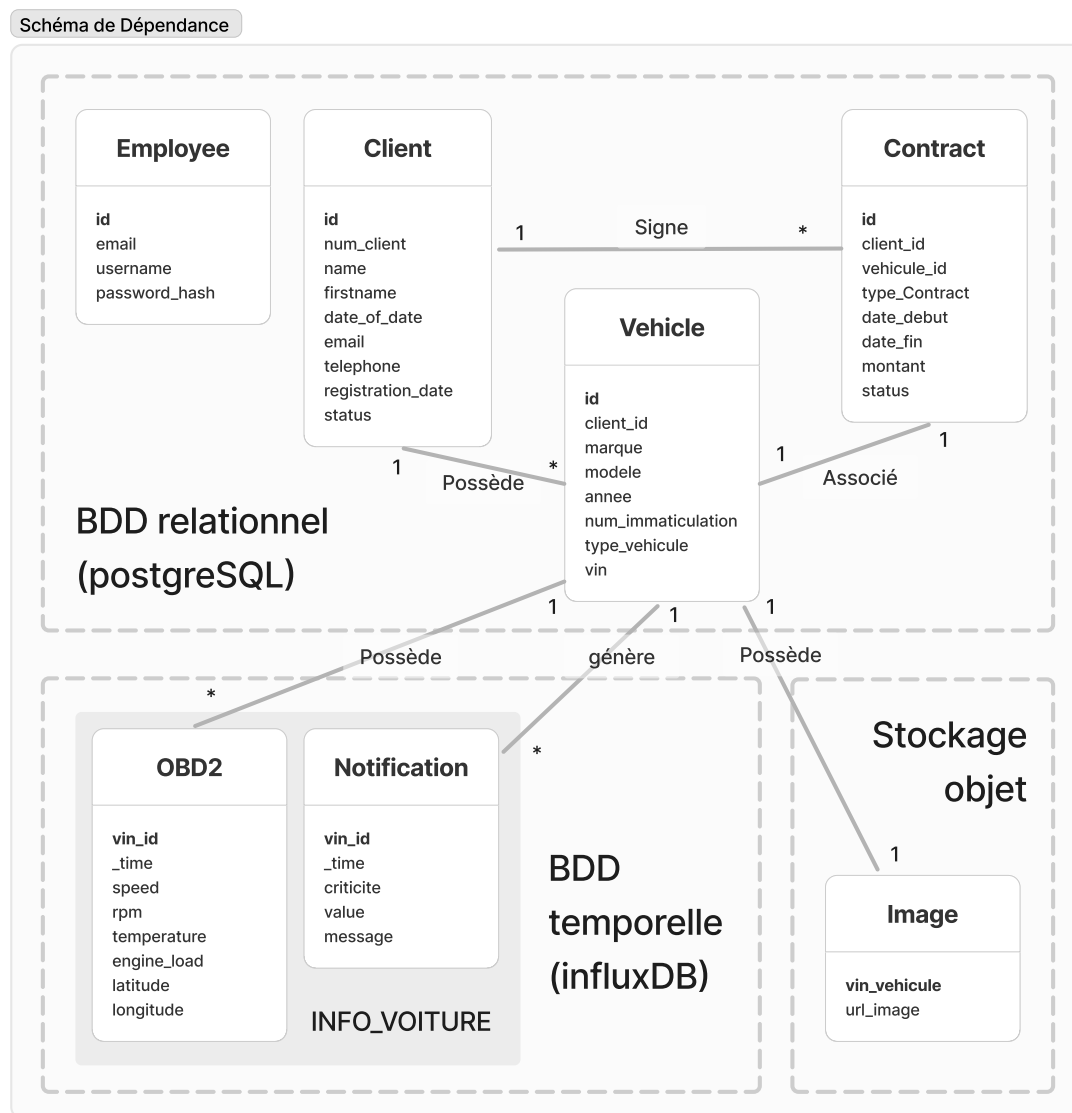 Schéma de Dépendance
Employee
id
email
username
password_hash
Client
id
num_client
name
firstname
date_of_date
email
telephone
registration_date
status
1
Signe
*
Contract
id
client_id
vehicule_id
type_Contract
date_debut
date_fin
montant
status
Vehicle
id
client_id
marque
modele
annee
num_immaticulation
type_vehicule
vin
1
Possède
*
1
Associé
1
BDD relationnel
(postgreSQL)
1
Possède
*
1
génère
*
1
Possède
1
OBD2
vin_id
_time
speed
rpm
temperature
engine_load
latitude
longitude
Notification
vin_id
_time
criticite
value
message
INFO_VOITURE
BDD
temporelle
(influxDB)
Stockage
objet
Image
vin_vehicule
url_image